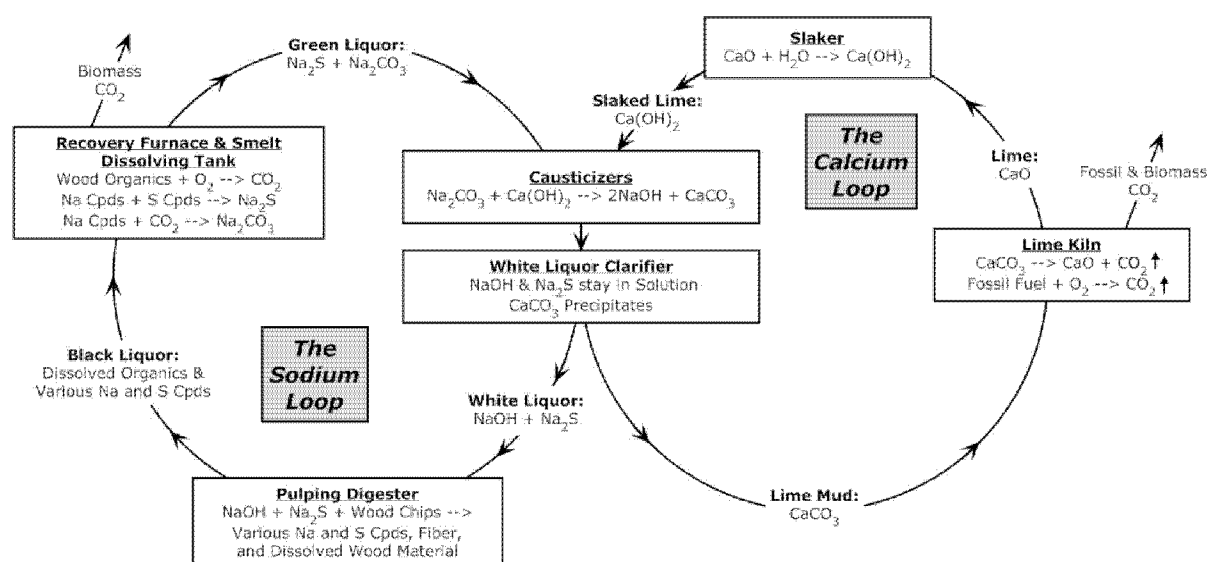 Green Liquor:
Na₂S + Na₂CO₃
Biomass
CO₂
Slaker
CaO + H₂O --> Ca(OH)₂
Slaked Lime:
Ca(OH)₂
The
Calcium
Loop
Lime:
CaO
Fossil & Biomass
CO₂
Recovery Furnace & Smelt
Dissolving Tank
Wood Organics + O₂ --> CO₂
Na Cpds + S Cpds --> Na₂S
Na Cpds + CO₂ --> Na₂CO₃
Causticizers
Na₂CO₃ + Ca(OH)₂ --> 2NaOH + CaCO₃
White Liquor Clarifier
NaOH & Na₂S stay in Solution
CaCO₃ Precipitates
Lime Kiln
CaCO₃ --> CaO + CO₂↑
Fossil Fuel + O₂ --> CO₂↑
Black Liquor:
Dissolved Organics &
Various Na and S Cpds
The
Sodium
Loop
White Liquor:
NaOH + Na₂S
Pulping Digester
NaOH + Na₂S + Wood Chips -->
Various Na and S Cpds, Fiber,
and Dissolved Wood Material
Lime Mud:
CaCO₃